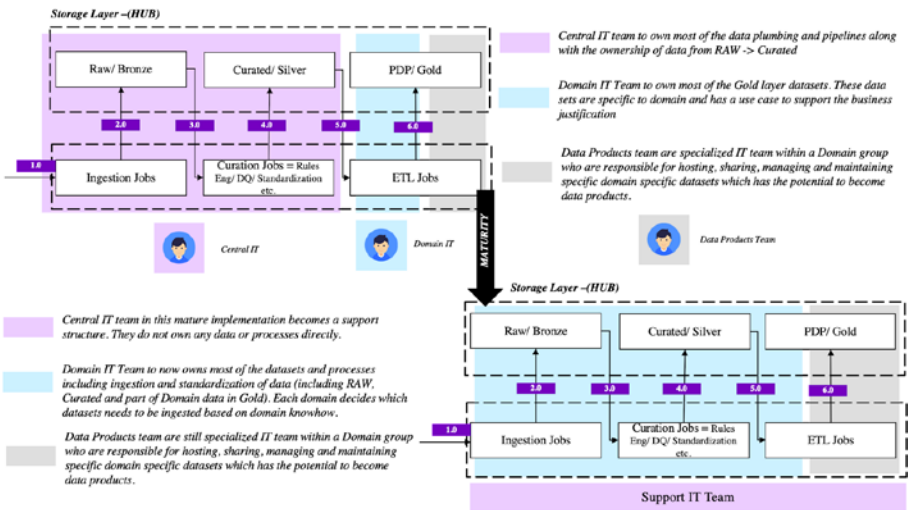 Storage Layer –(HUB)
Raw/ Bronze
Curated/ Silver
PDP/ Gold
2.0
3.0
4.0
5.0
6.0
1.0
Ingestion Jobs
Curation Jobs = Rules
Eng/ DQ/ Standardization
etc.
ETL Jobs
Central IT
Domain IT
Data Products Team
Central IT team to own most of the data plumbing and pipelines along
with the ownership of data from RAW -> Curated
Domain IT Team to own most of the Gold layer datasets. These data
sets are specific to domain and has a use case to support the business
justification
Data Products team are specialized IT team within a Domain group
who are responsible for hosting, sharing, managing and maintaining
specific domain specific datasets which has the potential to become
data products.
MATURITY
Central IT team in this mature implementation becomes a support
structure. They do not own any data or processes directly.
Domain IT Team to now owns most of the datasets and processes
including ingestion and standardization of data (including RAW,
Curated and part of Domain data in Gold). Each domain decides which
datasets needs to be ingested based on domain knowhow.
Data Products team are still specialized IT team within a Domain group
who are responsible for hosting, sharing, managing and maintaining
specific domain specific datasets which has the potential to become
data products.
Storage Layer –(HUB)
Raw/ Bronze
Curated/ Silver
PDP/ Gold
2.0
3.0
4.0
5.0
6.0
1.0
Ingestion Jobs
Curation Jobs = Rules
Eng/ DQ/ Standardization
etc.
ETL Jobs
Support IT Team